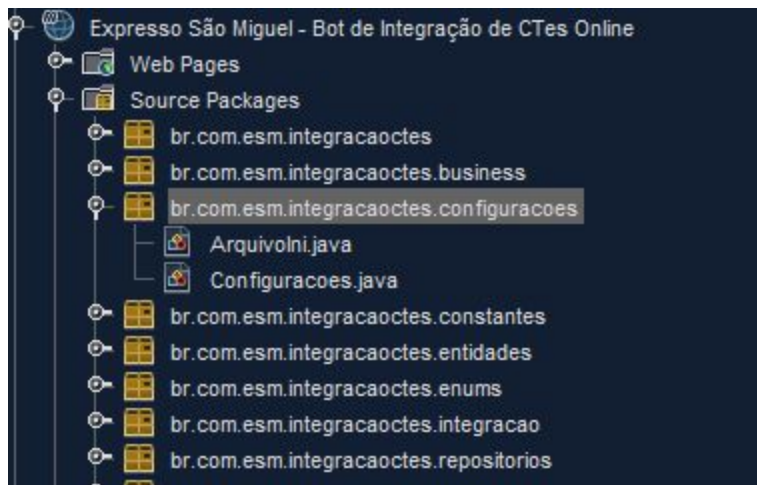 Expresso São Miguel - Bot de Integração de CTes Online
Web Pages
Source Packages
br.com.esm.integracaoctes
br.com.esm.integracaoctes.business
br.com.esm.integracaoctes.configuracoes
ArquivoIni.java
Configuracoes.java
br.com.esm.integracaoctes.constantes
br.com.esm.integracaoctes.entidades
br.com.esm.integracaoctes.enums
br.com.esm.integracaoctes.integracao
br.com.esm.integracaoctes.repositorios